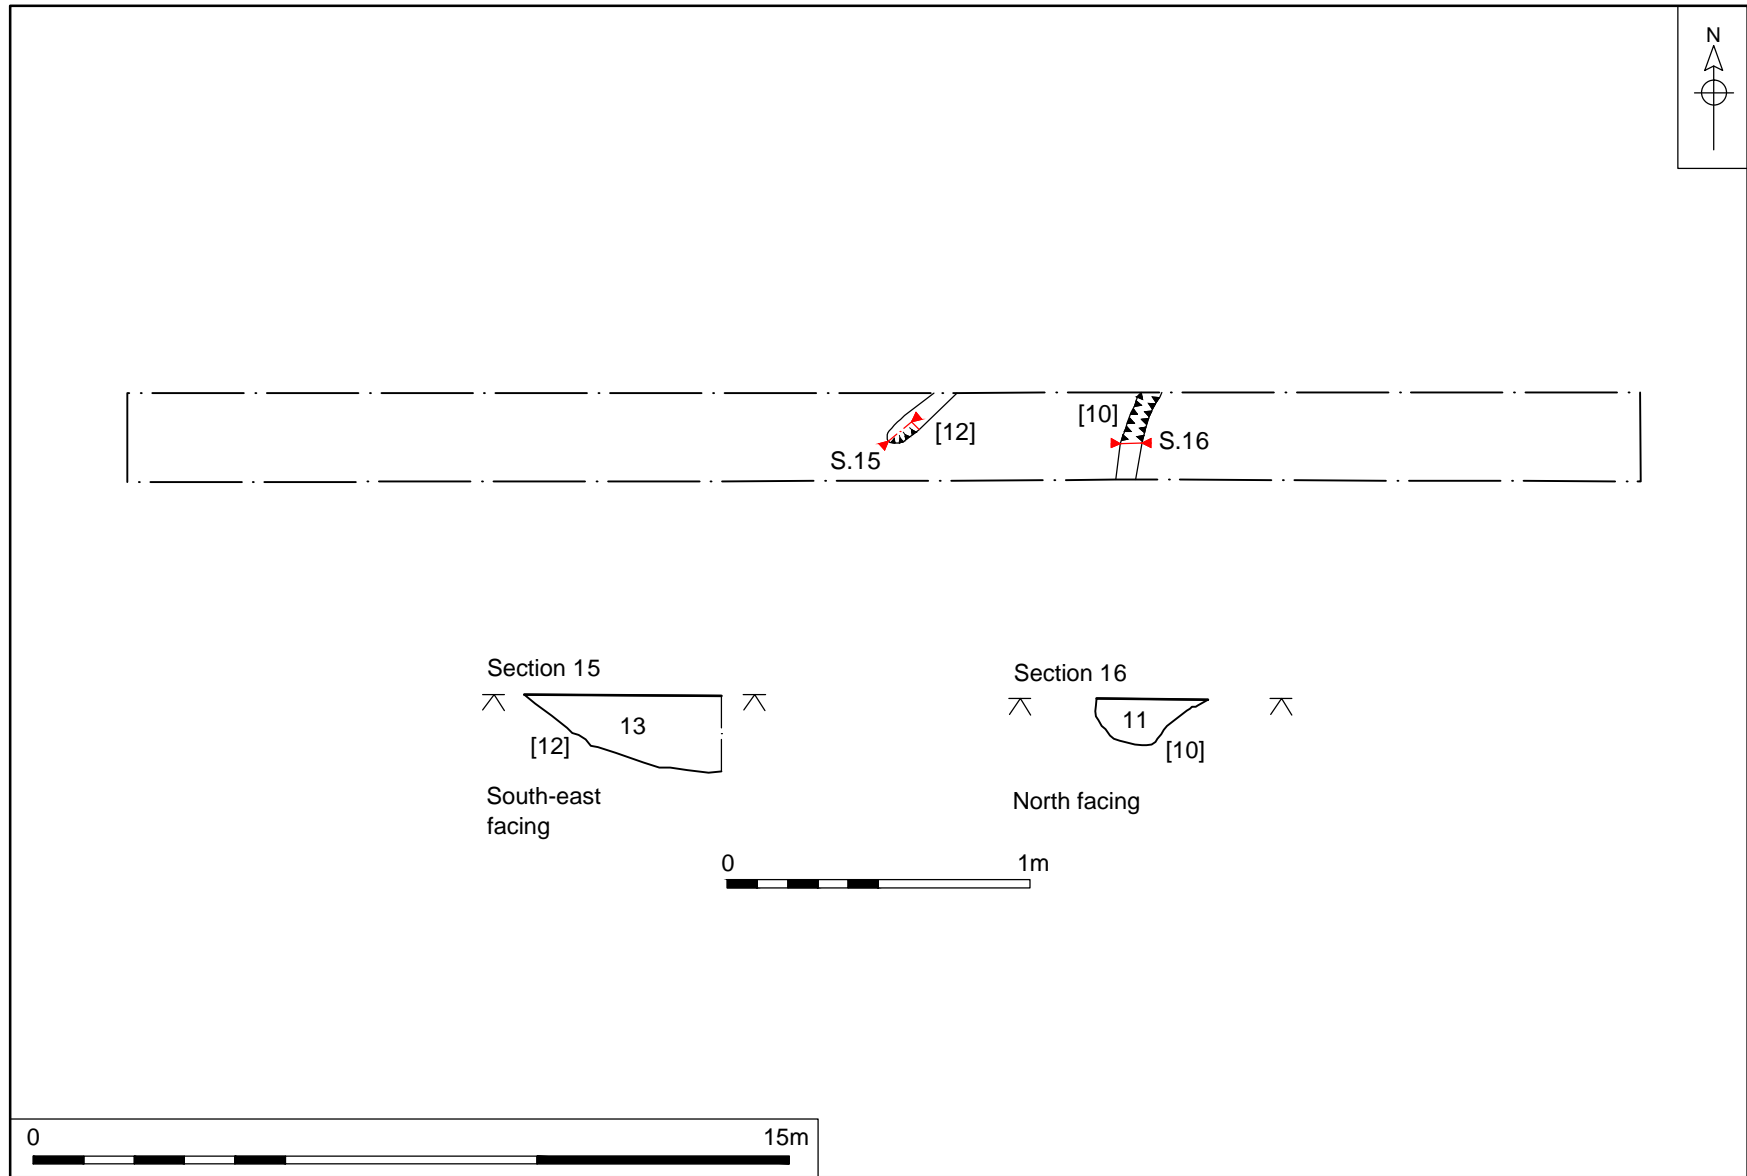 N
[10]
[12]
S.16
S.15
Section 15
Section 16
13
11
[12]
[10]
South-east
facing
North facing
0 1m
0 15m